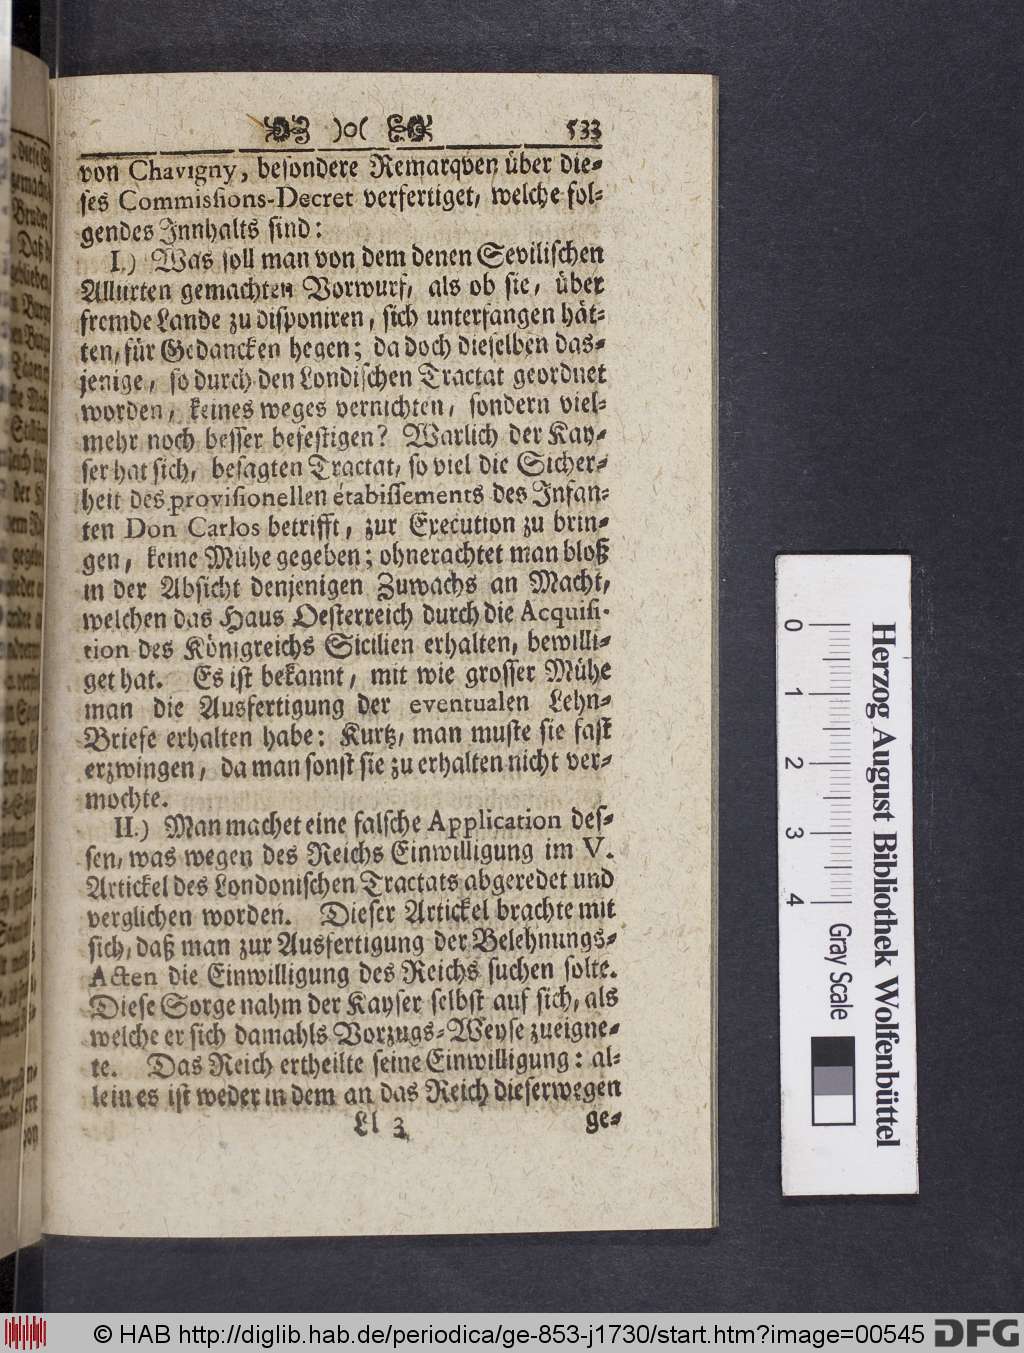 )o( 533
von Chavigny, besondere Remarqven über die-
ses Commissions-Decret verfertiget, welche fol-
gendes Innhalts sind:
I.) Was soll man von dem denen Sevilischen
Alliirten gemachten Vorwurf, als ob sie, über
fremde Lande zu disponiren, sich unterfangen hät-
ten, für Gedancken hegen; da doch dieselben das-
jenige, so durch den Londischen Tractat geordnet
worden, keines weges vernichten, sondern viel-
mehr noch besser befestigen? Warlich der Kay-
ser hat sich, besagten Tractat, so viel die Sicher-
heit des provisionellen étabissements des Infan-
ten Don Carlos betrifft, zur Execution zu brin-
gen, keine Mühe gegeben; ohnerachtet man bloß
in der Absicht denjenigen Zuwachs an Macht,
welchen das Haus Oesterreich durch die Acquisi-
tion des Königreichs Sicilien erhalten, bewilli-
get hat. Es ist bekannt, mit wie grosser Mühe
man die Ausfertigung der eventualen Lehn-
Briefe erhalten habe: Kurtz, man muste sie fast
erzwingen, da man sonst sie zu erhalten nicht ver-
mochte.
II.) Man machet eine falsche Application des-
sen, was wegen des Reichs Einwilligung im V.
Artickel des Londonischen Tractats abgeredet und
verglichen worden. Dieser Artickel brachte mit
sich, daß man zur Ausfertigung der Belehnungs-
Acten die Einwilligung des Reichs suchen solte.
Diese Sorge nahm der Kayser selbst auf sich, als
welche er sich damahls Vorzugs-Weyse zueigne-
te. Das Reich ertheilte seine Einwilligung: al-
lein es ist weder in dem an das Reich dieserwegen
Ll 3 ge-
0 1 2 3 4
Gray Scale
Herzog August Bibliothek Wolfenbüttel
© HAB http://diglib.hab.de/periodica/ge-853-j1730/start.htm?image=00545 DFG